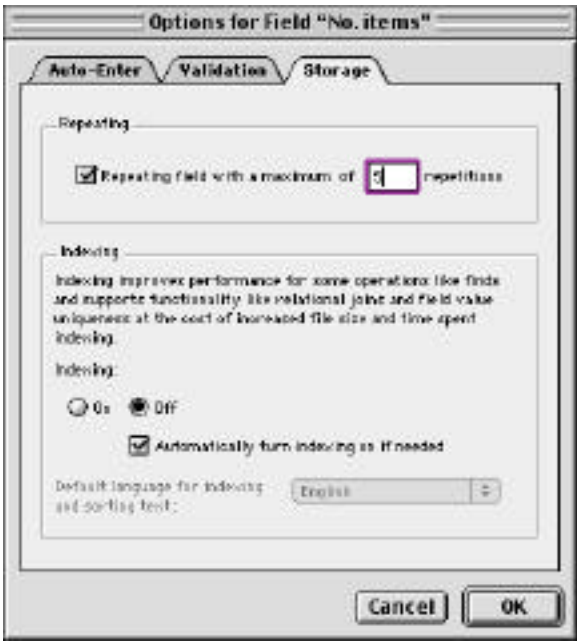 Options for Field "No.items"
Auto-Enter Validation Storage
Repeating
Repeating field with a maximum of 5 repetitions
Indexing
Indexing improves performance for some operations like finds
and supports functionality like relational joins and field value
uniqueness at the cost of increased file size and time spent
indexing.
Indexing:
On Off
Automatically turn indexing on if needed
Default language for indexing
and sorting text:
English
Cancel OK